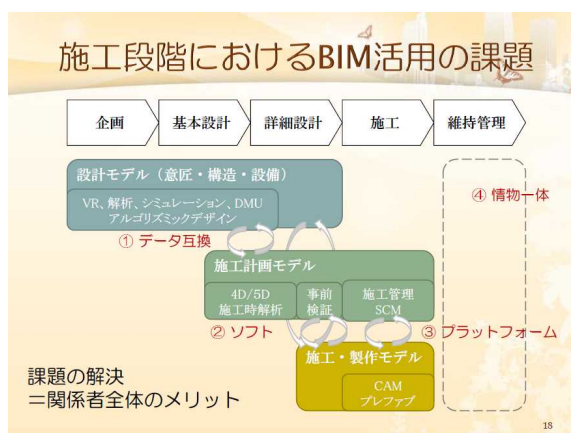 施工段階におけるBIM活用の課題
企画
基本設計
詳細設計
施工
維持管理
設計モデル（意匠・構造・設備）
VR、解析、シミュレーション、DMU
アルゴリズミックデザイン
④ 情物一体
① データ互換
施工計画モデル
4D/5D
施工時解析
事前
検証
施工管理
SCM
② ソフト
③ プラットフォーム
施工・製作モデル
CAM
プレファブ
課題の解決
＝関係者全体のメリット
18